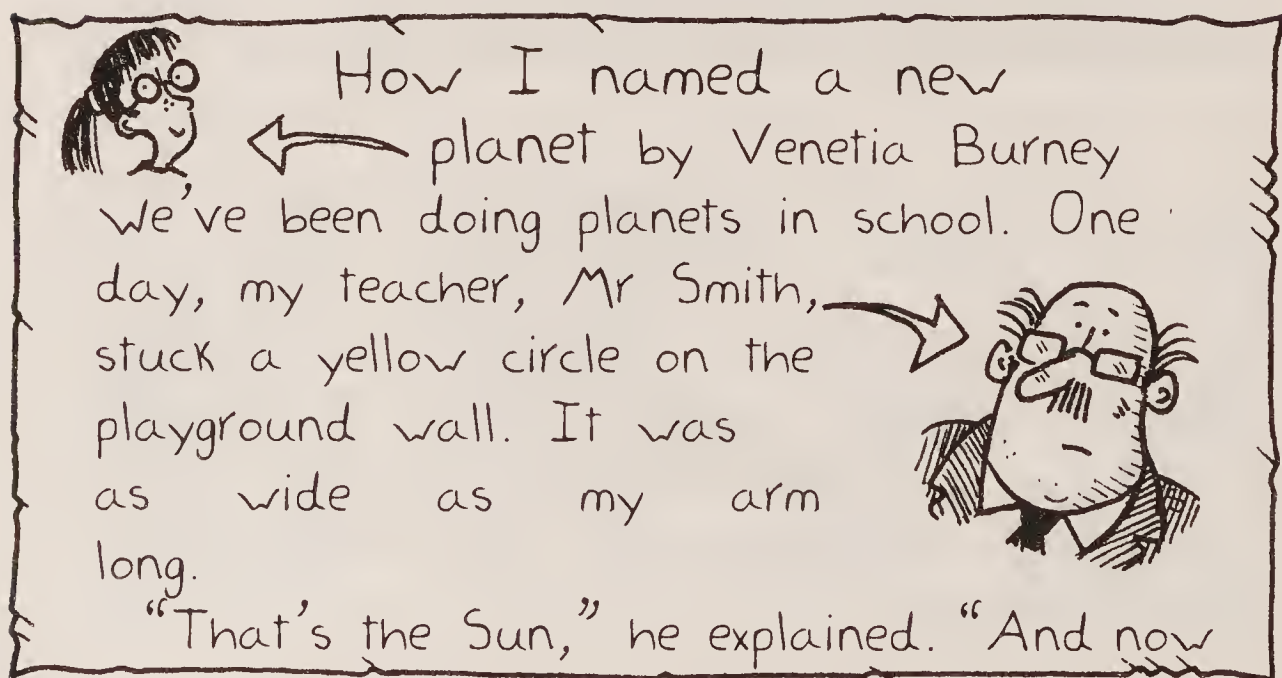 How I named a new
planet by Venetia Burney
We've been doing planets in school. One
day, my teacher, Mr Smith,
stuck a yellow circle on the
playground wall. It was
as wide as my arm
long.
"That's the Sun," he explained. "And now